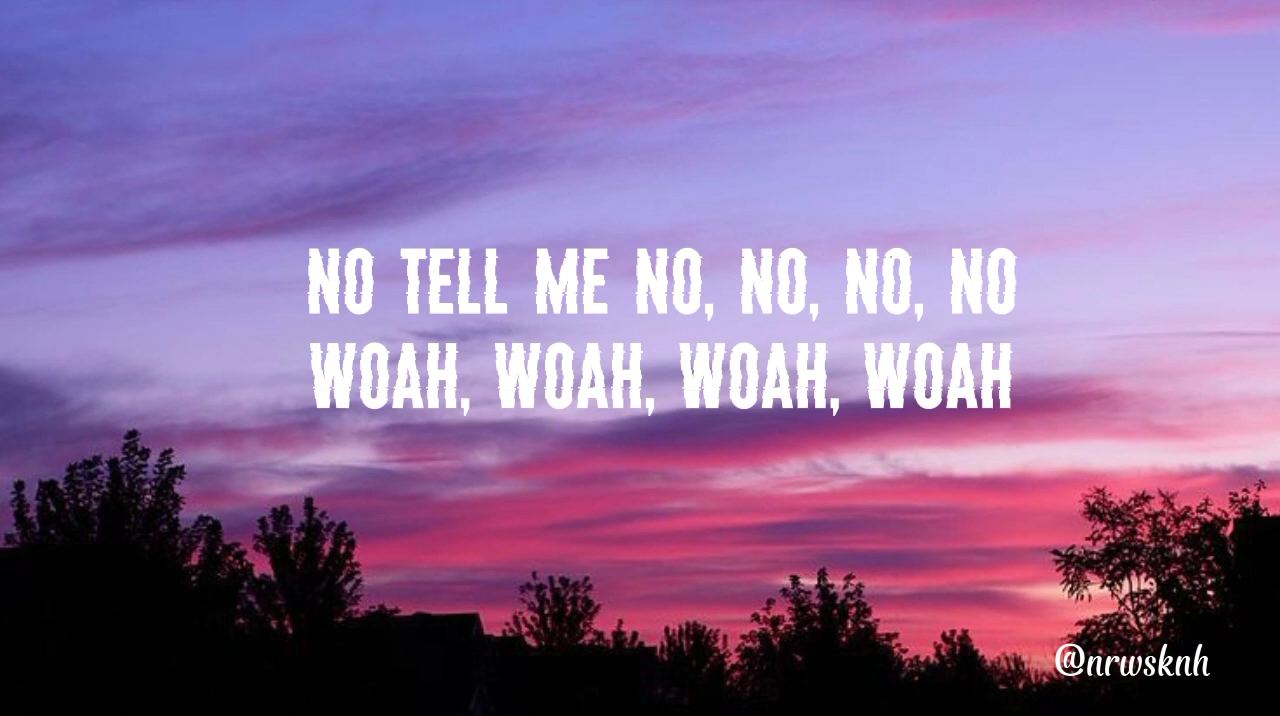 NO TELL ME NO, NO, NO, NO
WOAH, WOAH, WOAH, WOAH
@nrwsknh